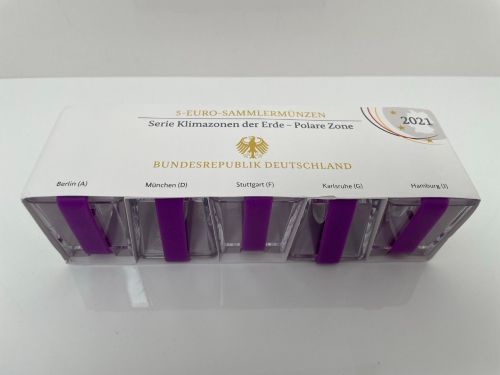 5-EURO-SAMMLERMÜNZEN
Serie Klimazonen der Erde – Polare Zone
2021
BUNDESREPUBLIK DEUTSCHLAND
Berlin (A) München (D) Stuttgart (F) Karlsruhe (G) Hamburg (J)